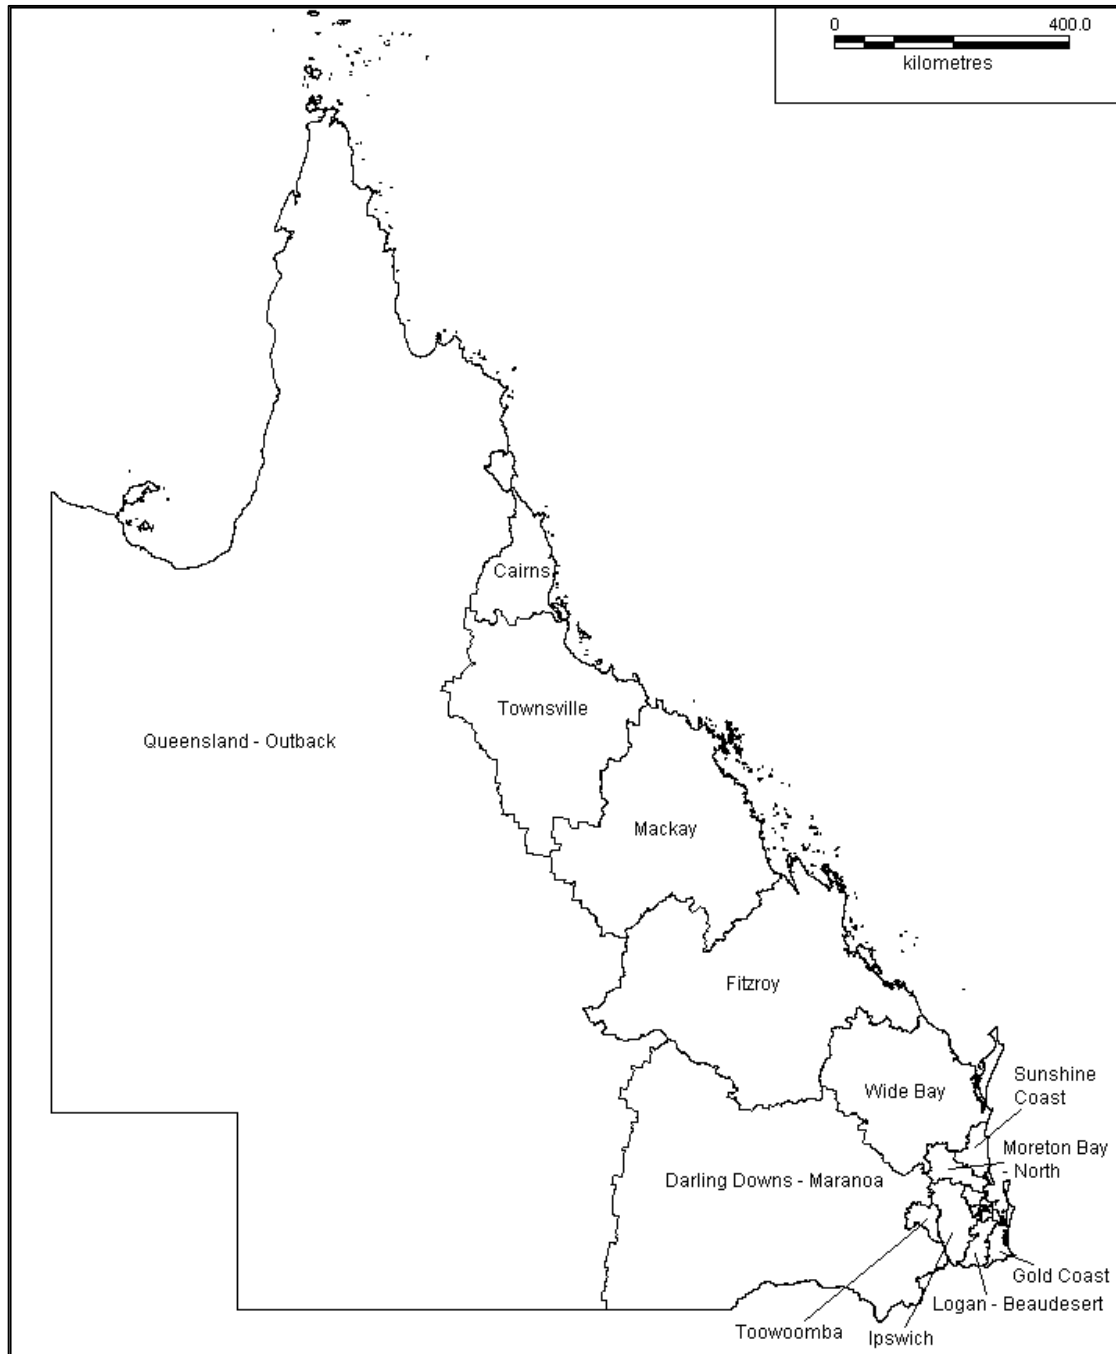 0 400.0
kilometres
Cairns
Townsville
Queensland - Outback
Mackay
Fitzroy
Wide Bay
Sunshine
Coast
Moreton Bay
- North
Darling Downs - Maranoa
Gold Coast
Logan - Beaudesert
Toowoomba
Ipswich